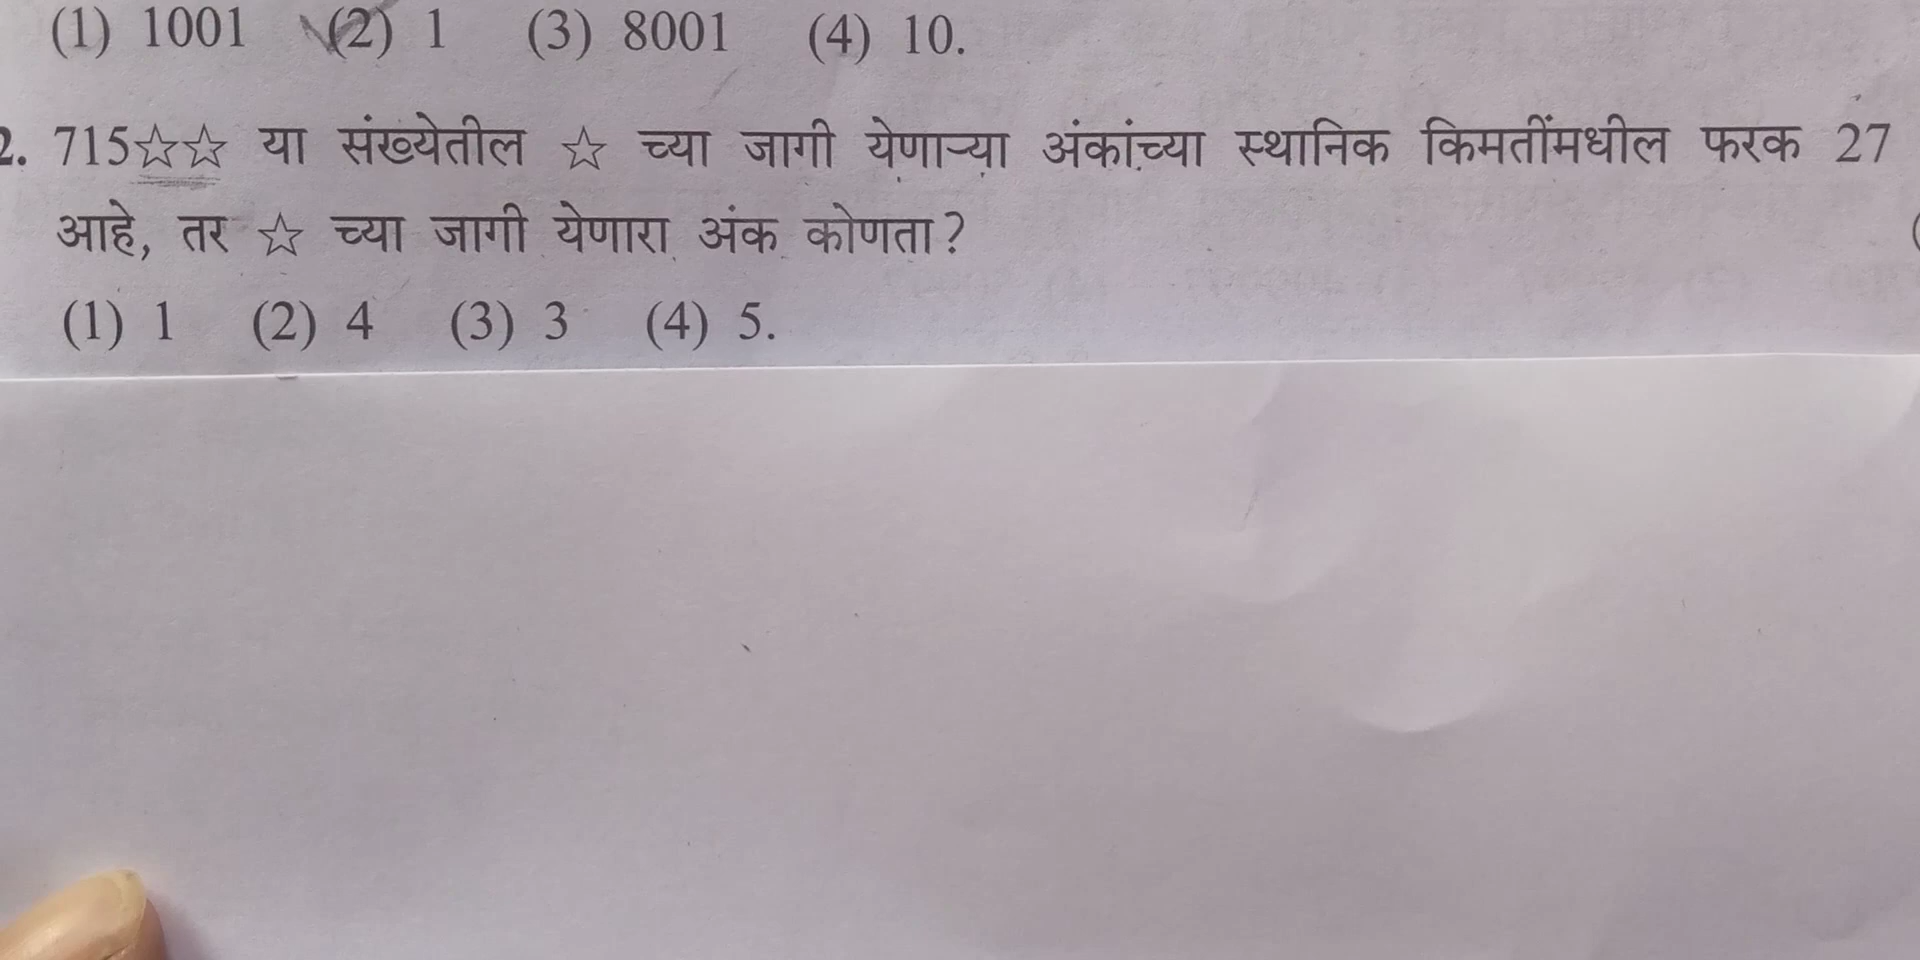 (1) 1001 (2) 1 (3) 8001 (4) 10.
2. 715☆☆ या संख्येतील ☆ च्या जागी येणाऱ्या अंकांच्या स्थानिक किमतींमधील फरक 27
आहे, तर ☆ च्या जागी येणारा अंक कोणता?
(1) 1 (2) 4 (3) 3 (4) 5.